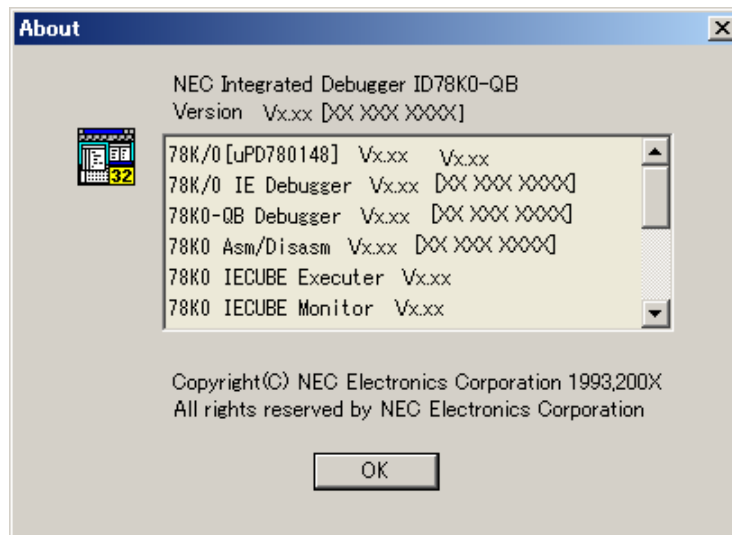 About
NEC Integrated Debugger ID78K0-QB
Version Vx.xx [XX XXX XXXX]
32
78K/0[uPD780148] Vx.xx Vx.xx
78K/0 IE Debugger Vx.xx [XX XXX XXXX]
78K0-QB Debugger Vx.xx [XX XXX XXXX]
78K0 Asm/Disasm Vx.xx [XX XXX XXXX]
78K0 IECUBE Executer Vx.xx
78K0 IECUBE Monitor Vx.xx
Copyright(C) NEC Electronics Corporation 1993,200X
All rights reserved by NEC Electronics Corporation
OK